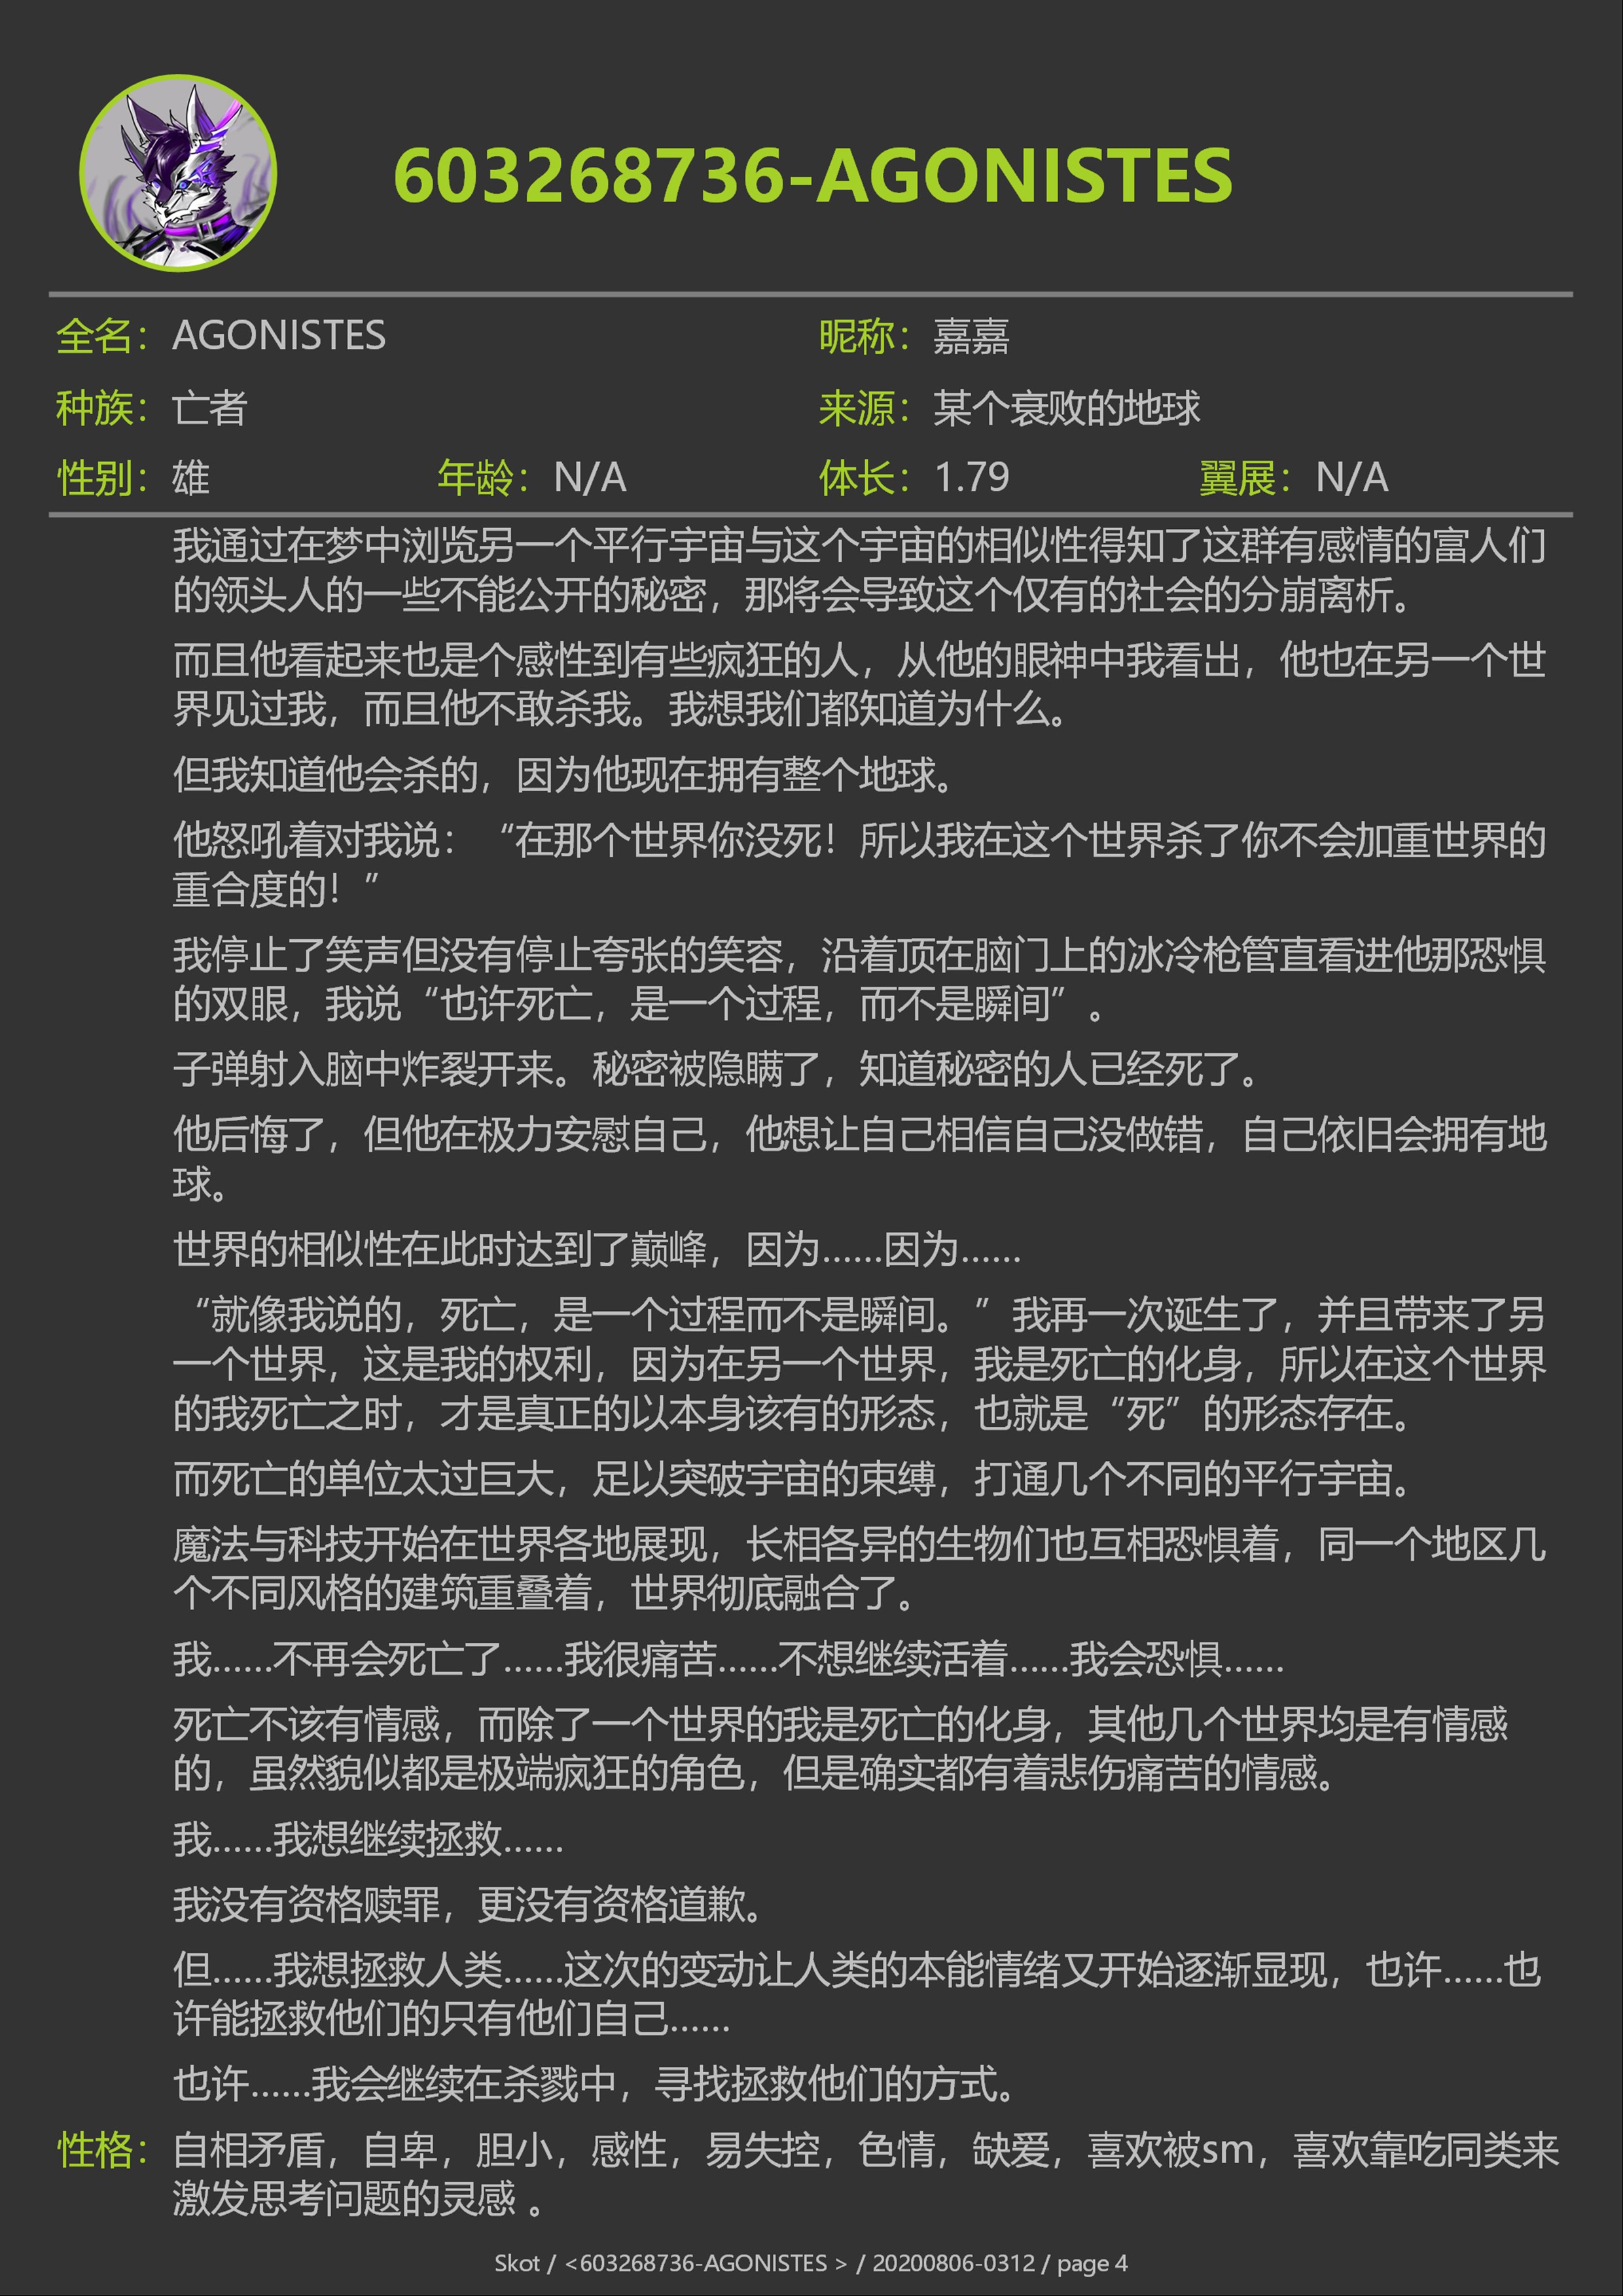 603268736-AGONISTES
全名：AGONISTES
昵称：嘉嘉
种族：亡者
来源：某个衰败的地球
性别：雄
年龄：N/A
体长：1.79
翼展：N/A
我通过在梦中浏览另一个平行宇宙与这个宇宙的相似性得知了这群有感情的富人们
的领头人的一些不能公开的秘密，那将会导致这个仅有的社会的分崩离析。
而且他看起来也是个感性到有些疯狂的人，从他的眼神中我看出，他也在另一个世
界见过我，而且他不敢杀我。我想我们都知道为什么。
但我知道他会杀的，因为他现在拥有整个地球。
他怒吼着对我说：“在那个世界你没死！所以我在这个世界杀了你不会加重世界的
重合度的！”
我停止了笑声但没有停止夸张的笑容，沿着顶在脑门上的冰冷枪管直看进他那恐惧
的双眼，我说“也许死亡，是一个过程，而不是瞬间”。
子弹射入脑中炸裂开来。秘密被隐瞒了，知道秘密的人已经死了。
他后悔了，但他在极力安慰自己，他想让自己相信自己没做错，自己依旧会拥有地
球。
世界的相似性在此时达到了巅峰，因为......因为......
“就像我说的，死亡，是一个过程而不是瞬间。”我再一次诞生了，并且带来了另
一个世界，这是我的权利，因为在另一个世界，我是死亡的化身，所以在这个世界
的我死亡之时，才是真正的以本身该有的形态，也就是“死”的形态存在。
而死亡的单位太过巨大，足以突破宇宙的束缚，打通几个不同的平行宇宙。
魔法与科技开始在世界各地展现，长相各异的生物们也互相恐惧着，同一个地区几
个不同风格的建筑重叠着，世界彻底融合了。
我......不再会死亡了......我很痛苦......不想继续活着......我会恐惧......
死亡不该有情感，而除了一个世界的我是死亡的化身，其他几个世界均是有情感
的，虽然貌似都是极端疯狂的角色，但是确实都有着悲伤痛苦的情感。
我......我想继续拯救......
我没有资格赎罪，更没有资格道歉。
但......我想拯救人类......这次的变动让人类的本能情绪又开始逐渐显现，也许......也
许能拯救他们的只有他们自己......
也许......我会继续在杀戮中，寻找拯救他们的方式。
性格：自相矛盾，自卑，胆小，感性，易失控，色情，缺爱，喜欢被sm，喜欢靠吃同类来
激发思考问题的灵感 。
Skot / <603268736-AGONISTES > / 20200806-0312 / page 4